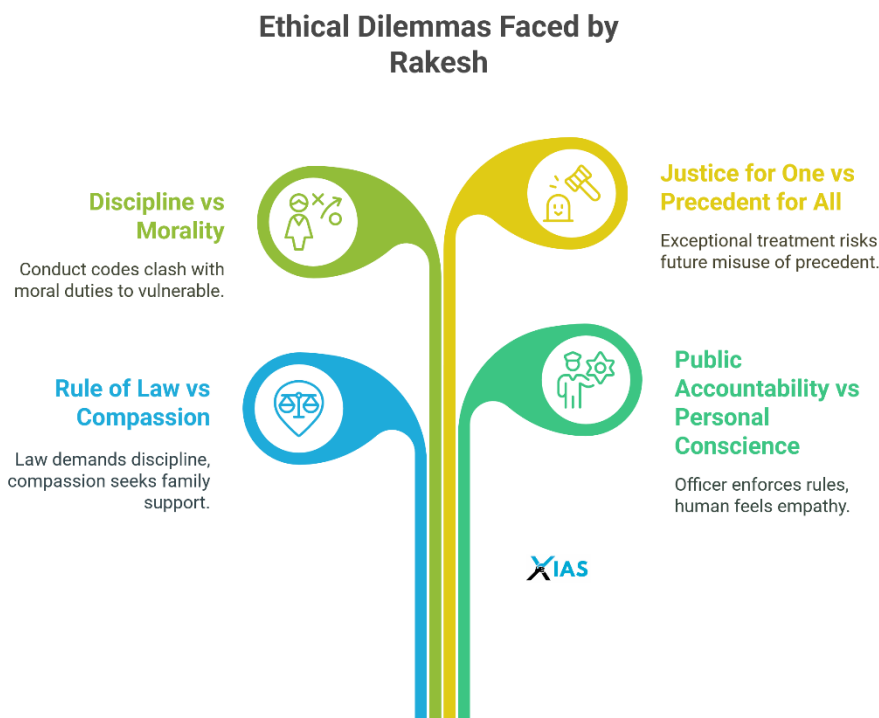 Ethical Dilemmas Faced by
Rakesh
Discipline vs
Morality
Conduct codes clash with
moral duties to vulnerable.
Justice for One vs
Precedent for All
Exceptional treatment risks
future misuse of precedent.
Rule of Law vs
Compassion
Law demands discipline,
compassion seeks family
support.
Public
Accountability vs
Personal
Conscience
Officer enforces rules,
human feels empathy.
XIAS